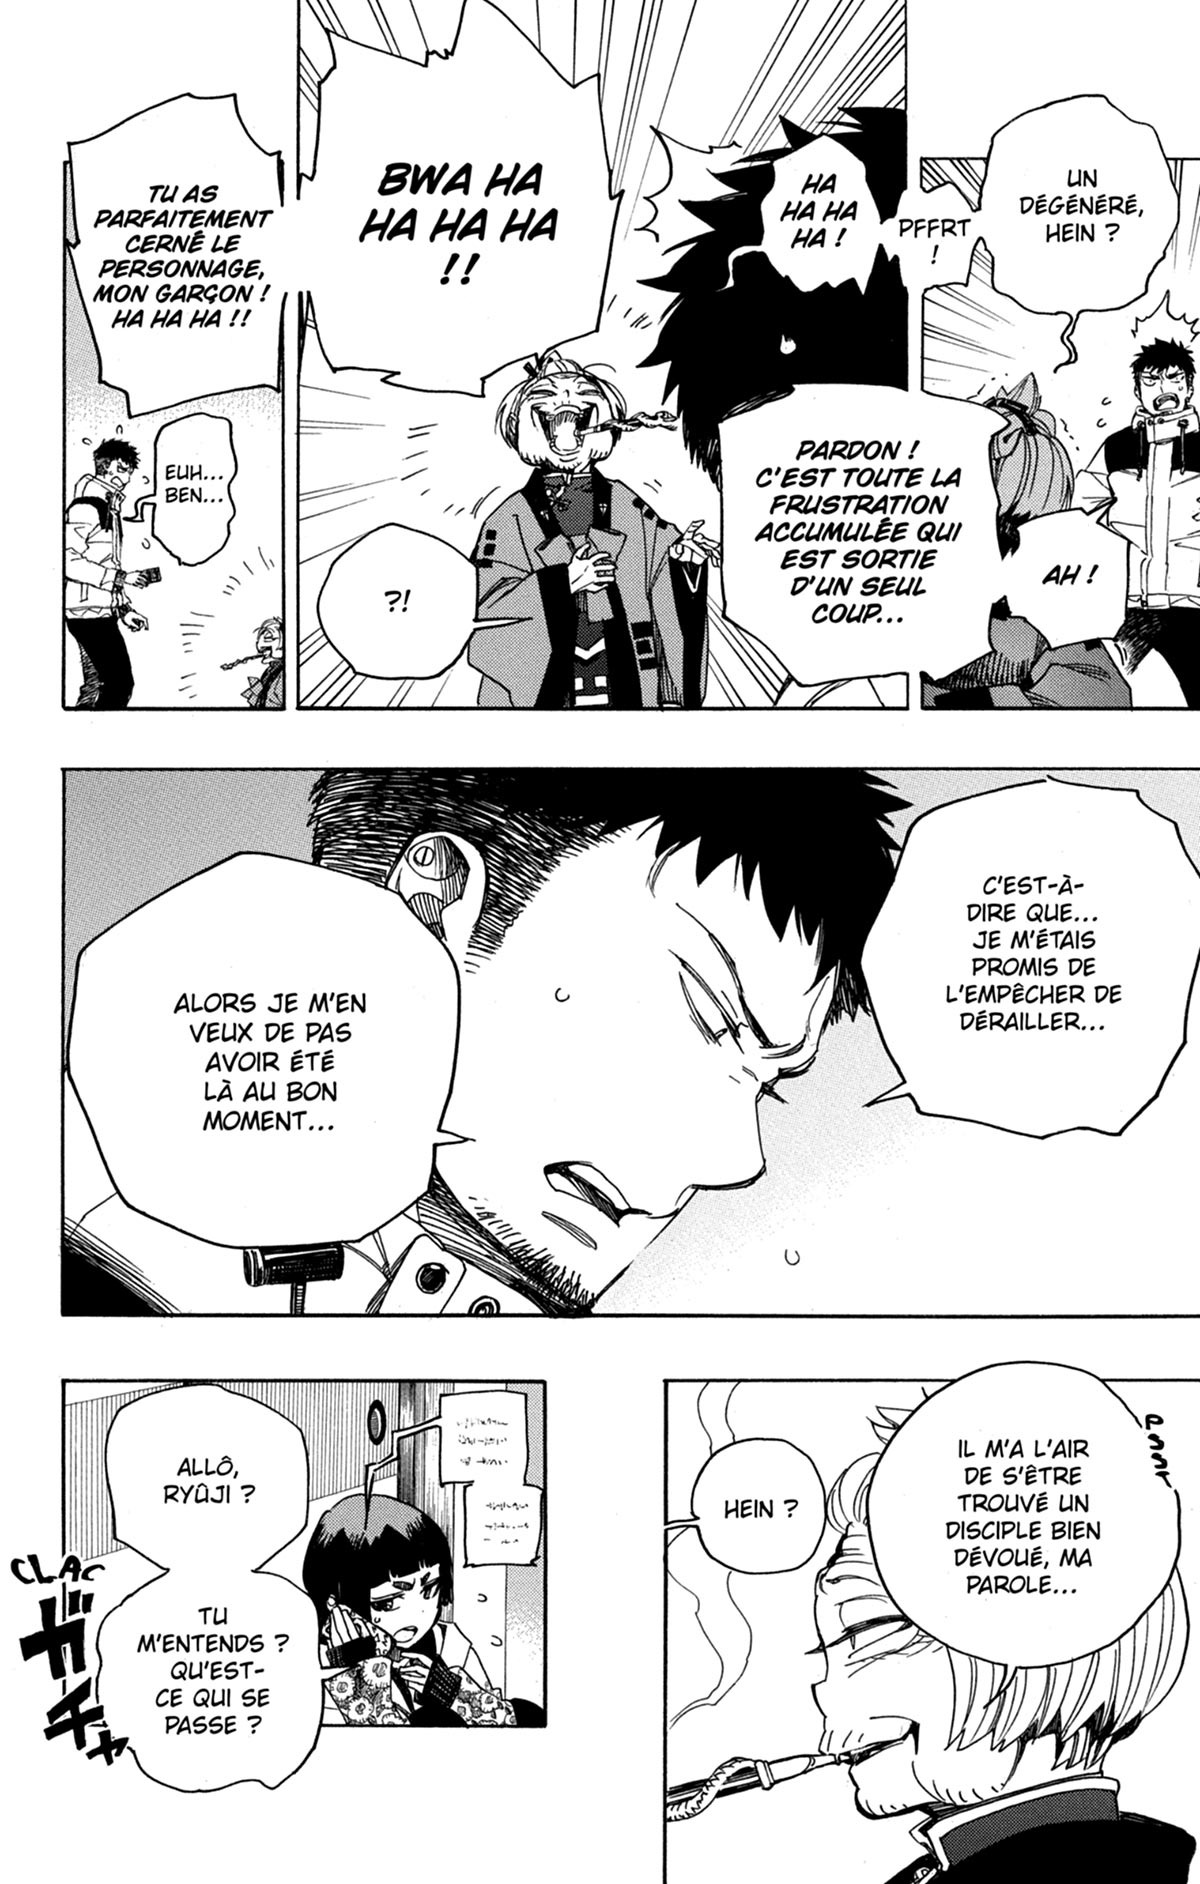 UN
DÉGÉNÉRÉ,
HEIN ?
AH !
PFFRT
!
HA
HA HA
HA !
PARDON !
C'EST TOUTE LA
FRUSTRATION
ACCUMULÉE QUI
EST SORTIE
D'UN SEUL
COUP...
BWA HA
HA HA HA
!!
?!
TU AS
PARFAITEMENT
CERNÉ LE
PERSONNAGE,
MON GARÇON !
HA HA HA !!
EUH...
BEN...
C'EST-À-
DIRE QUE...
JE M'ÉTAIS
PROMIS DE
L'EMPÊCHER DE
DÉRAILLER...
ALORS JE M'EN
VEUX DE PAS
AVOIR ÉTÉ
LÀ AU BON
MOMENT...
IL M'A L'AIR
DE S'ÊTRE
TROUVÉ UN
DISCIPLE BIEN
DÉVOUÉ, MA
PAROLE...
HEIN ?
ALLÔ,
RYÛJI ?
TU
M'ENTENDS ?
QU'EST-
CE QUI SE
PASSE ?
CLAC
ガチャ